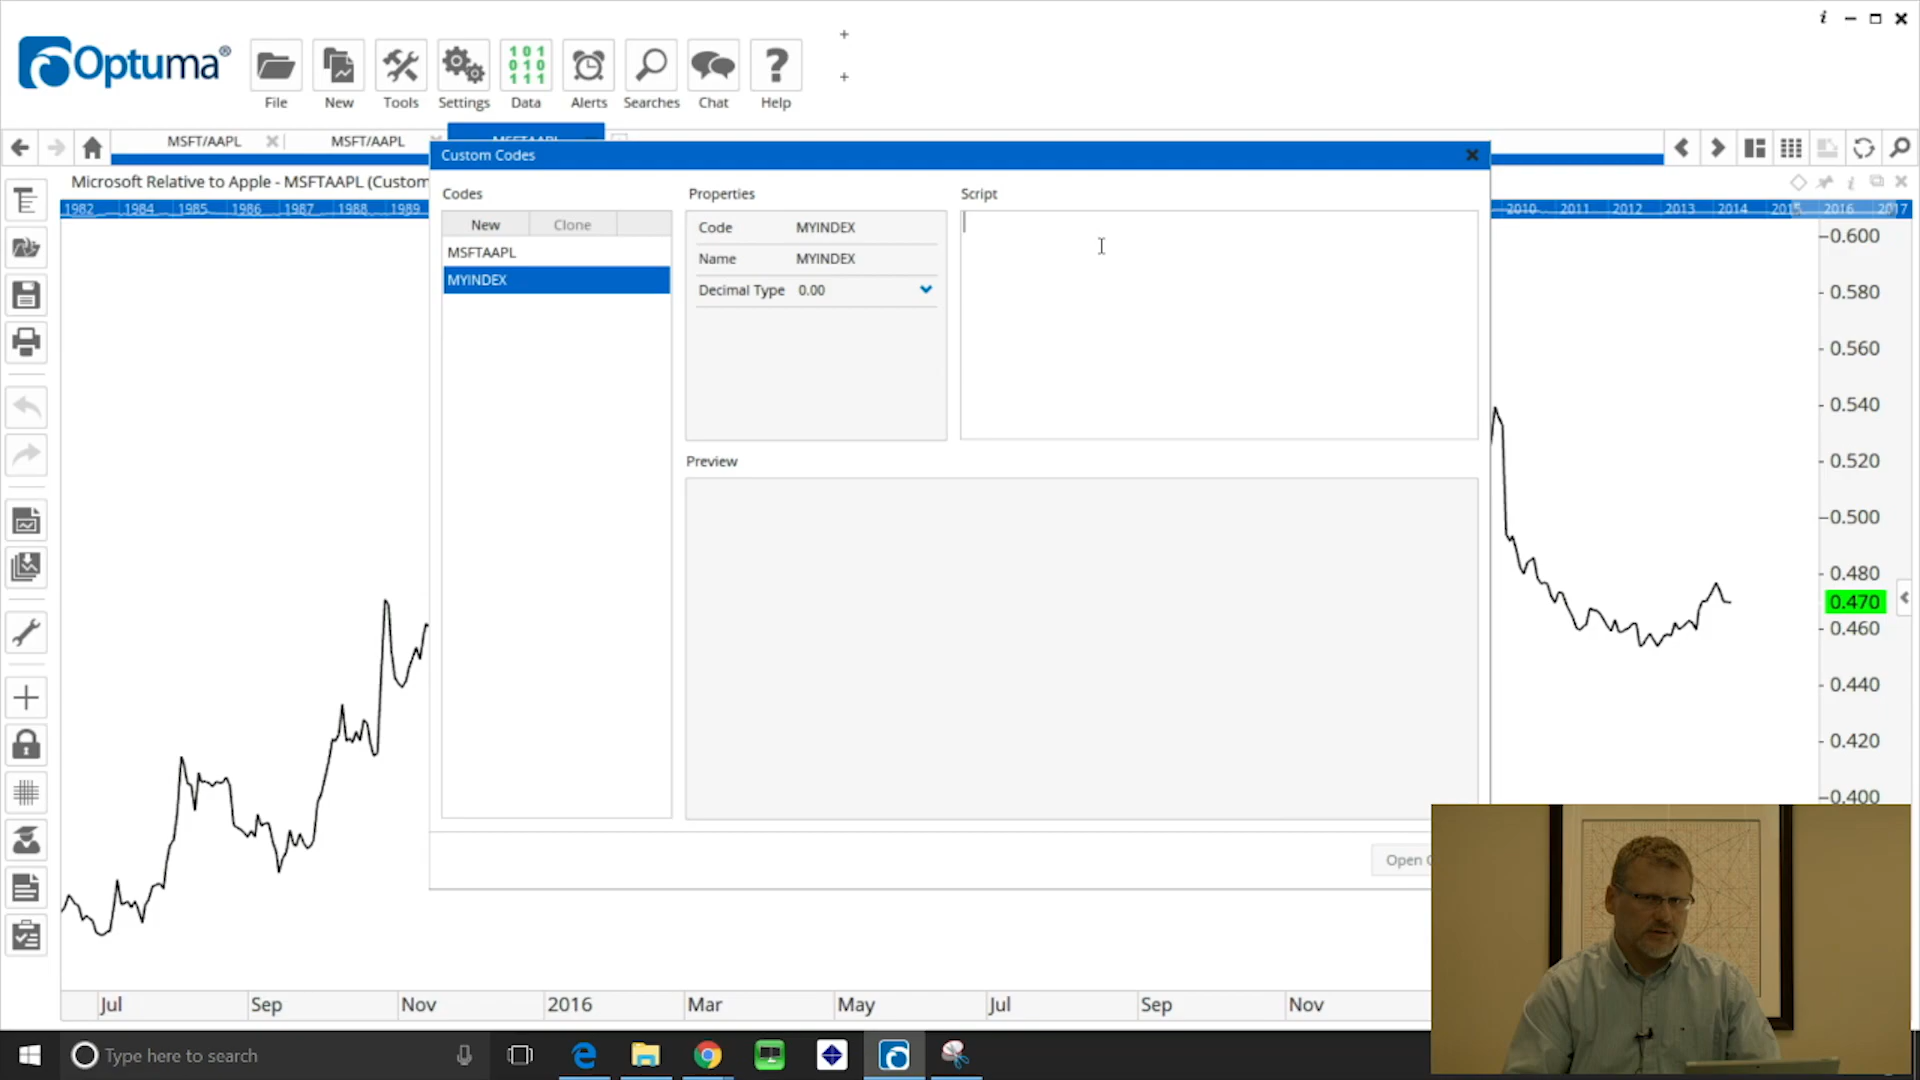 Optuma®
File
New
Tools
Settings
Data
Alerts
Searches
Chat
Help
MSFT/AAPL
MSFT/AAPL
MSFTAAPL
Custom Codes
Microsoft Relative to Apple - MSFTAAPL (Custom
1982 1984 1985 1986 1987 1988 1989
2010 2011 2012 2013 2014 2015 2016 2017
Codes
New
Clone
MSFTAAPL
MYINDEX
Properties
Code MYINDEX
Name MYINDEX
Decimal Type 0.00
Script
Preview
Open
0.600
0.580
0.560
0.540
0.520
0.500
0.480
0.470
0.460
0.440
0.420
0.400
Jul
Sep
Nov
2016
Mar
May
Jul
Sep
Nov
Type here to search